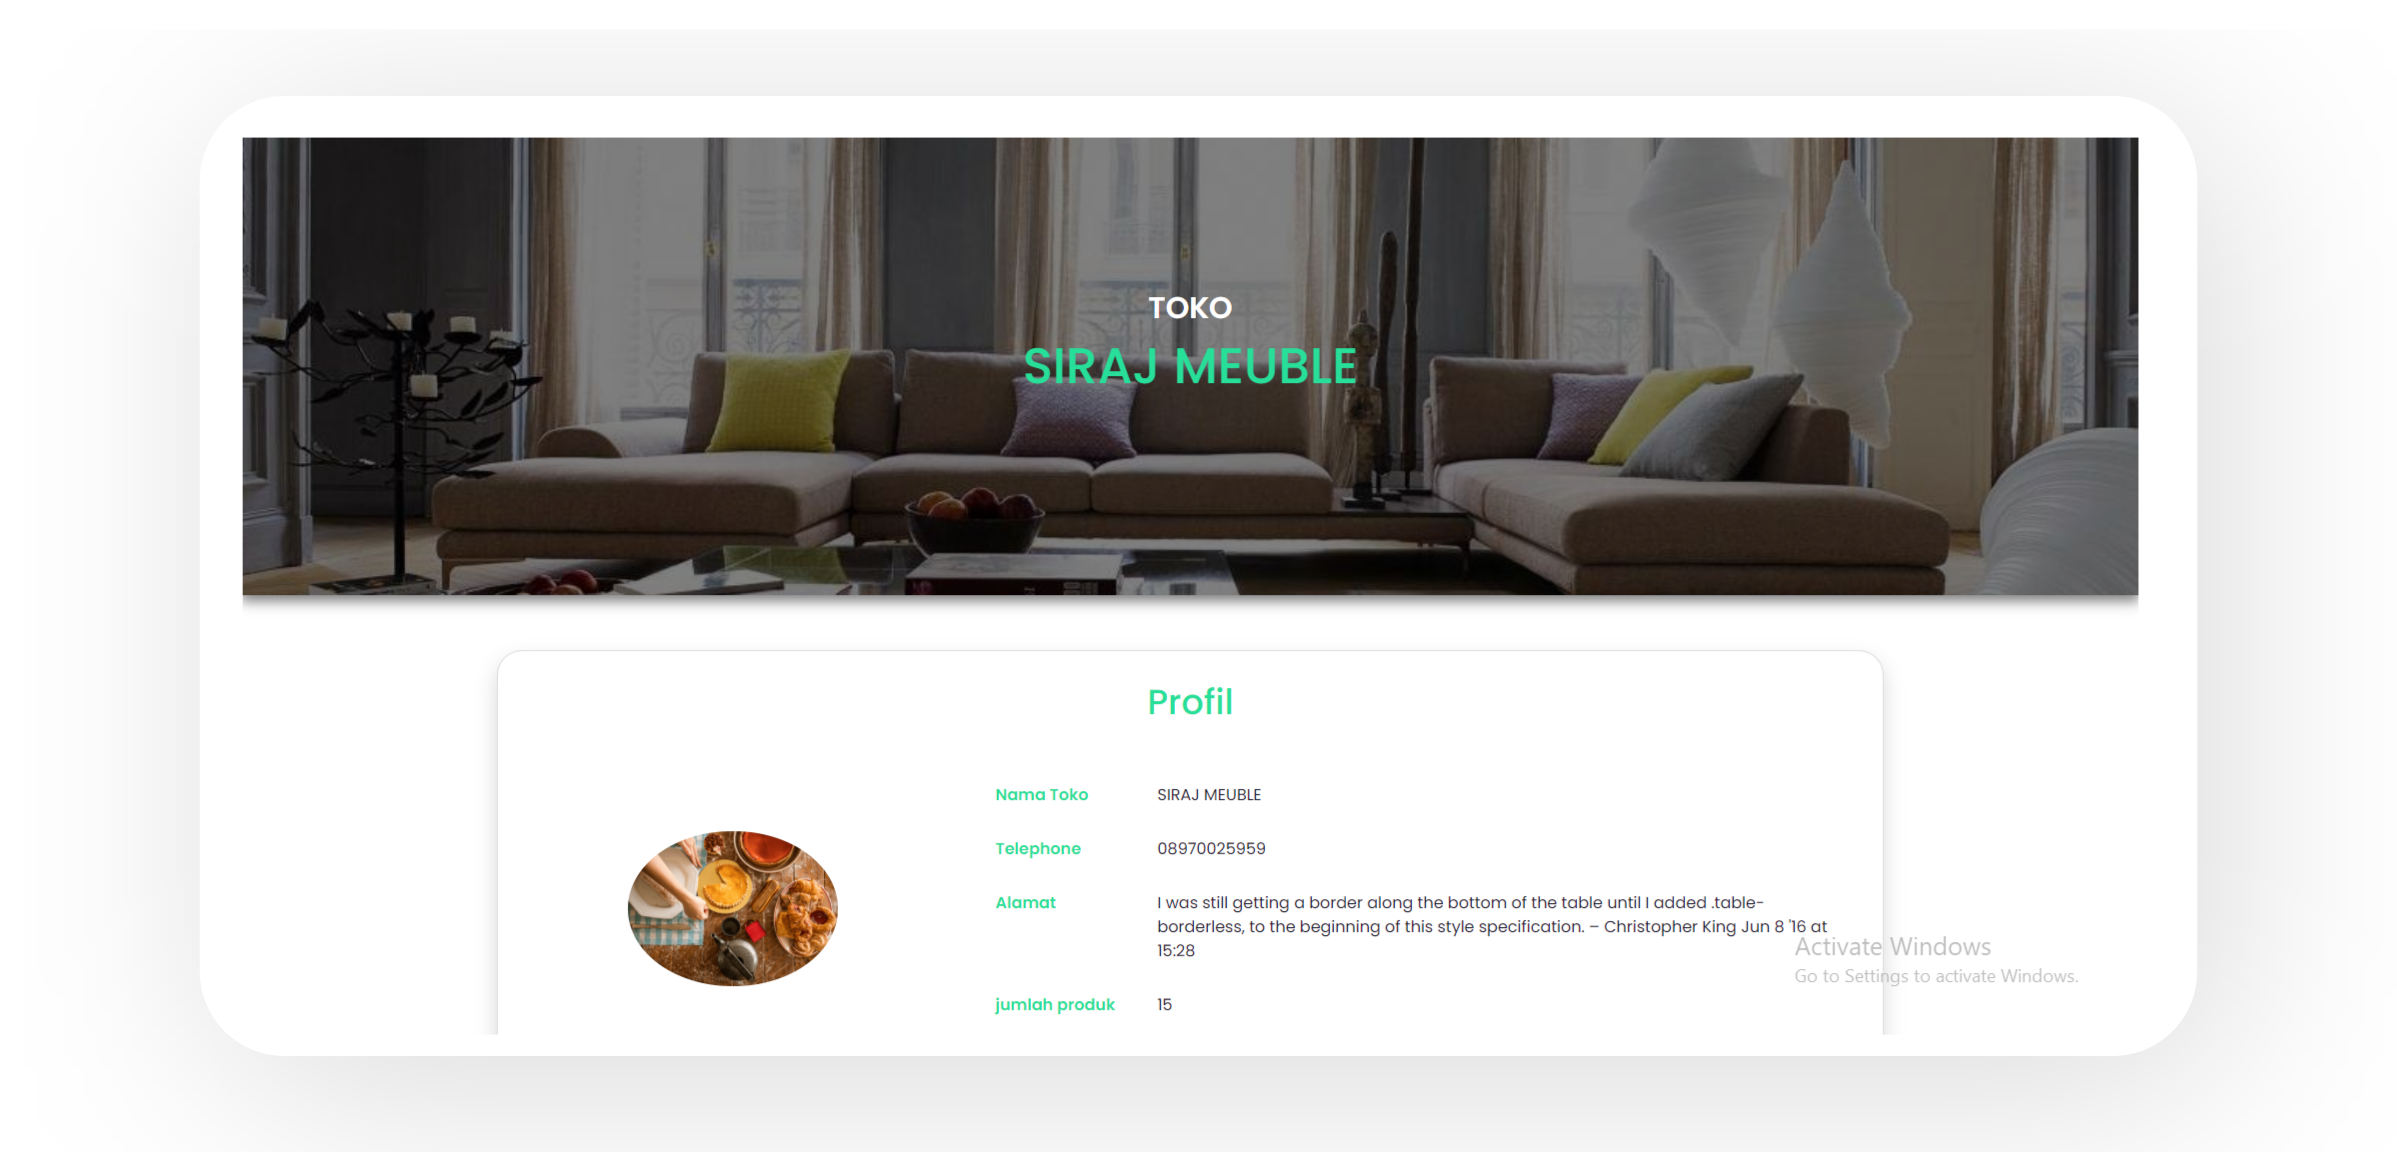 TOKO
SIRAJ MEUBLE
Profil
Nama Toko SIRAJ MEUBLE
Telephone 08970025959
Alamat I was still getting a border along the bottom of the table until I added .table-
borderless, to the beginning of this style specification. – Christopher King Jun 8 '16 at
15:28
Activate Windows
Go to Settings to activate Windows.
jumlah produk 15